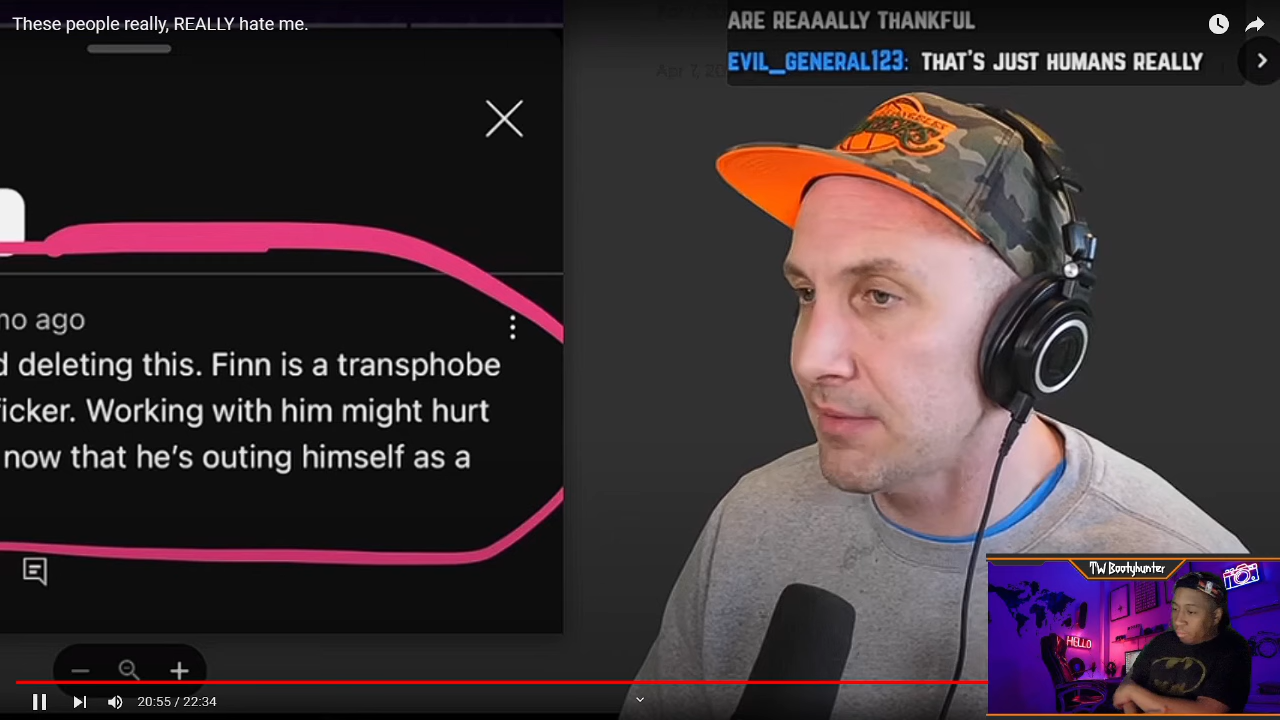 These people really, REALLY hate me.
ARE REAAALLY THANKFUL
EVIL_GENERAL123: THAT'S JUST HUMANS REALLY
mo ago
d deleting this. Finn is a transphobe
ficker. Working with him might hurt
now that he's outing himself as a
20:55 / 22:34
TW Bootyhunter
HELLO